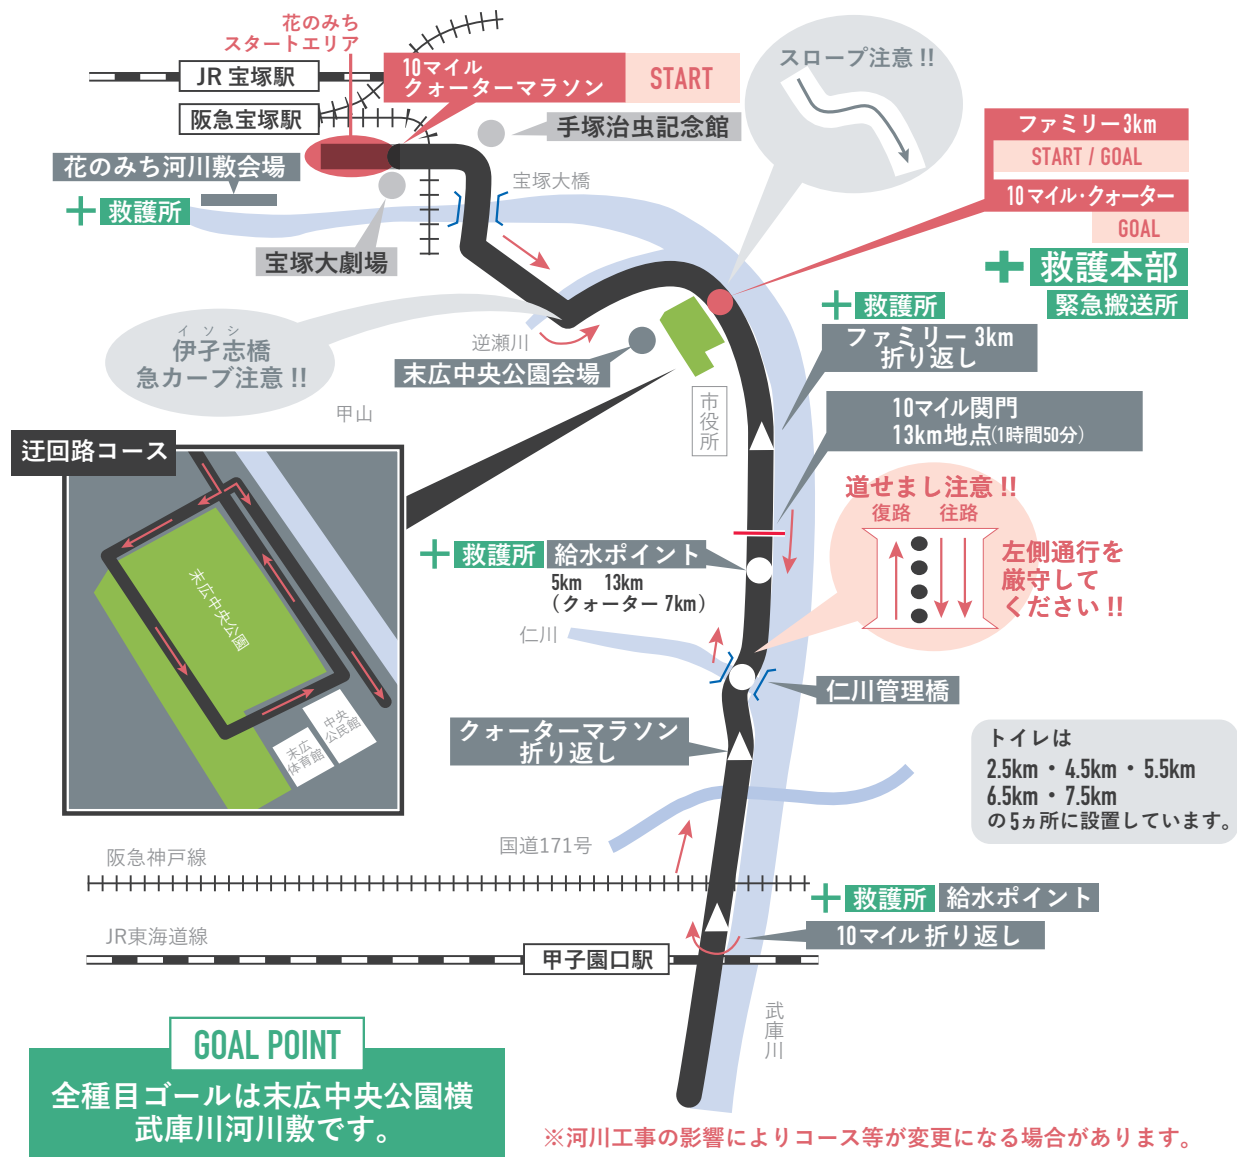 花のみち
スタートエリア
JR 宝塚駅
10マイル
クォーターマラソン
START
スロープ注意 !!
阪急宝塚駅
手塚治虫記念館
ファミリー 3km
START / GOAL
10マイル・クォーター
GOAL
花のみち河川敷会場
救護所
宝塚大橋
宝塚大劇場
救護本部
緊急搬送所
救護所
ファミリー 3km
折り返し
イソシ
伊孑志橋
急カーブ注意 !!
逆瀬川
末広中央公園会場
市役所
甲山
10マイル関門
13km地点(1時間50分)
迂回路コース
末広中央公園
中央
公民館
末広
体育館
道せまし注意 !!
復路 往路
左側通行を
厳守して
ください !!
救護所
給水ポイント
5km 13km
(クォーター 7km)
仁川
仁川管理橋
クォーターマラソン
折り返し
トイレは
2.5km・4.5km・5.5km
6.5km・7.5km
の5ヵ所に設置しています。
国道171号
阪急神戸線
救護所
給水ポイント
10マイル 折り返し
JR東海道線
甲子園口駅
武庫川
GOAL POINT
全種目ゴールは末広中央公園横
武庫川河川敷です。
※河川工事の影響によりコース等が変更になる場合があります。